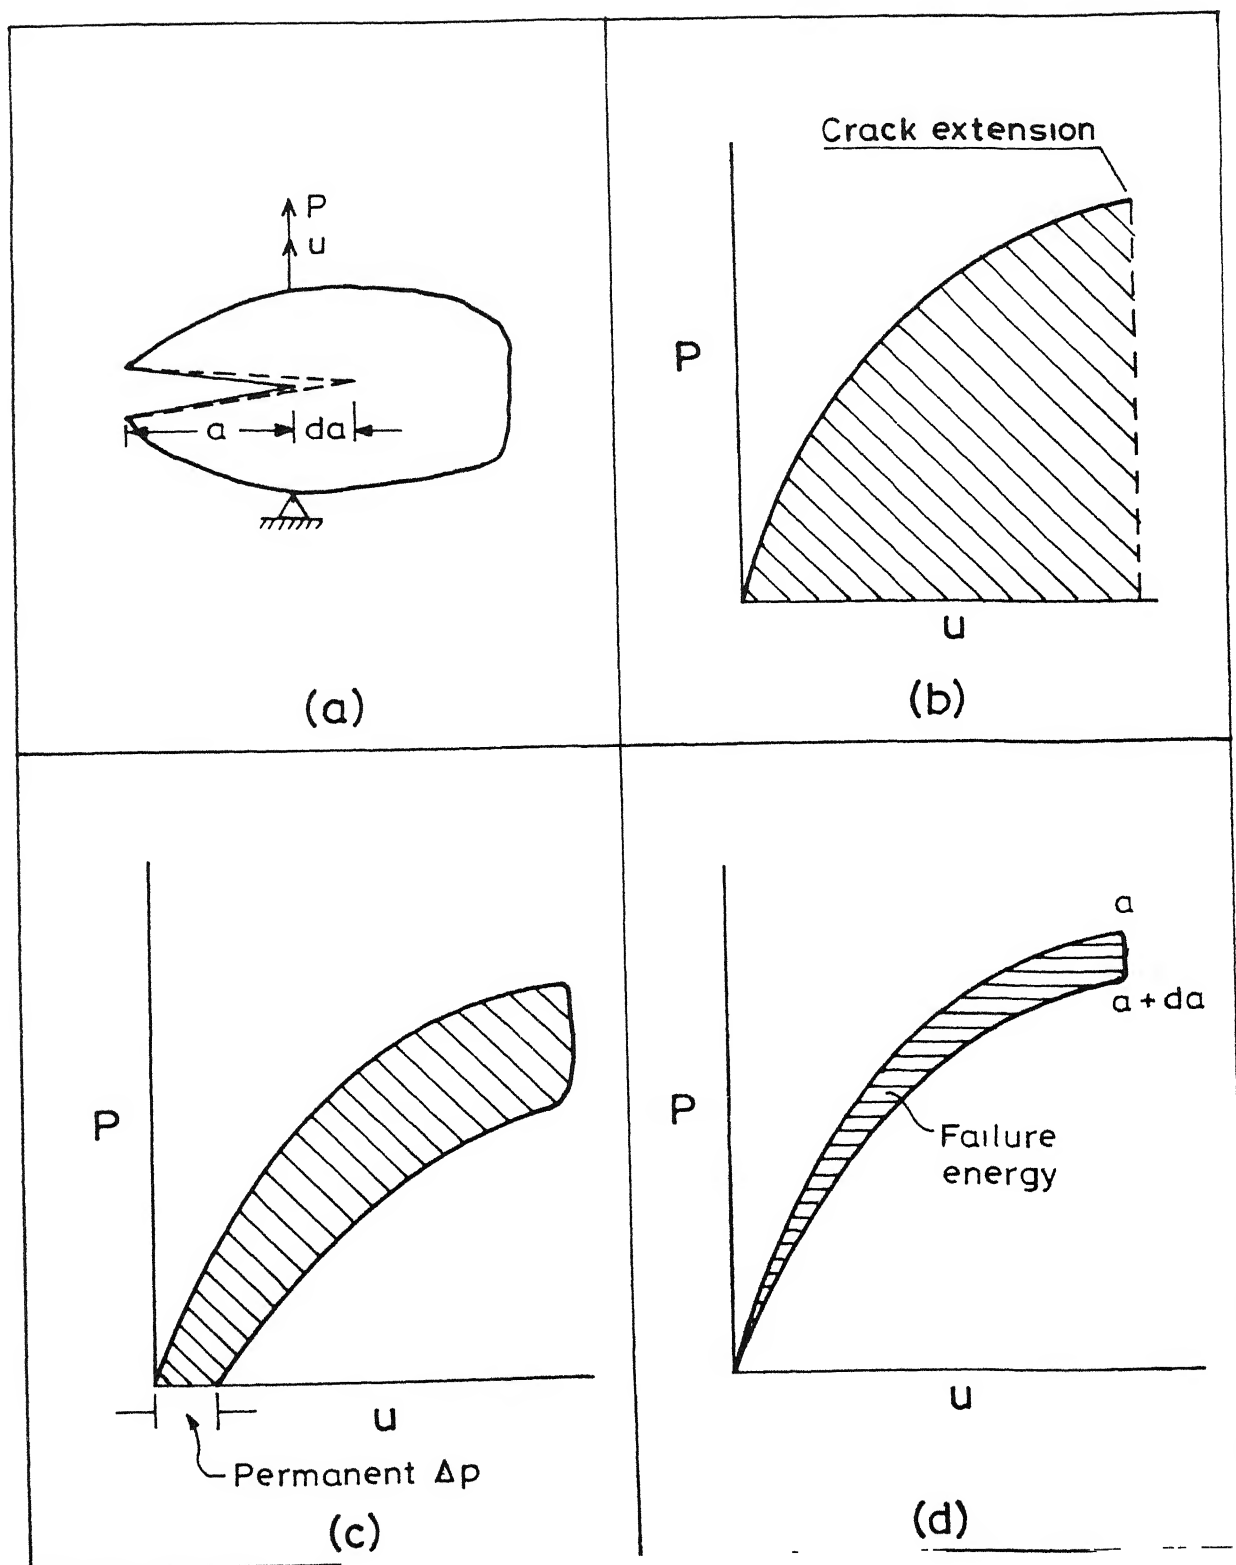 P
u
a
da
(a)
Crack extension
P
u
(b)
P
u
Permanent Δp
(c)
a
a + da
P
Failure
energy
u
(d)